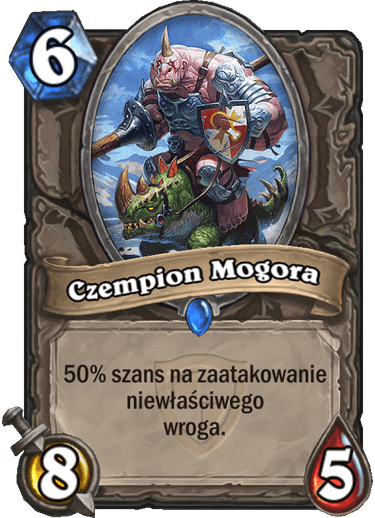 6
Czempion Mogora
50% szans na zaatakowanie
niewłaściwego
wroga.
8
5